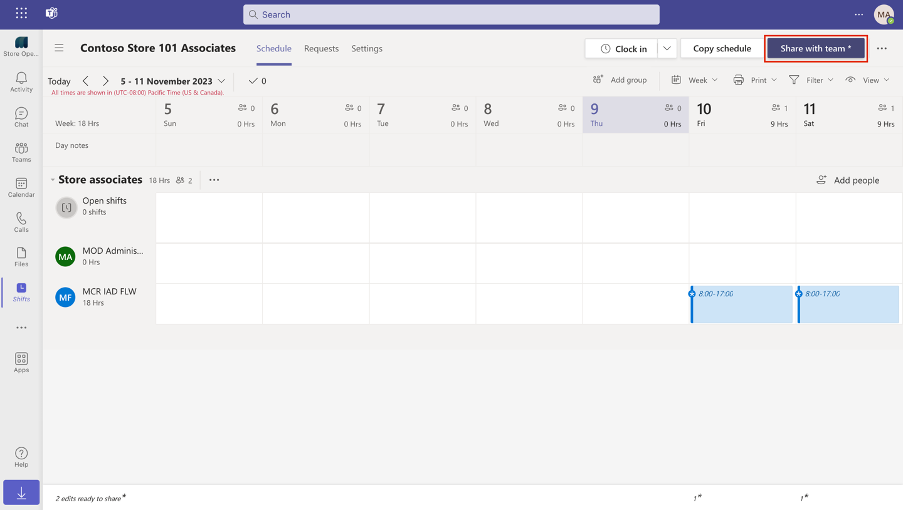 Search
MA
Store Ope...
Activity
Chat
Teams
Calendar
Calls
Files
Shifts
Apps
Help
Contoso Store 101 Associates
Schedule
Requests
Settings
Clock in
Copy schedule
Share with team *
Today
5 - 11 November 2023
0
All times are shown in (UTC-08:00) Pacific Time (US & Canada).
Add group
Week
Print
Filter
View
Week: 18 Hrs
5
0
Sun
0 Hrs
6
0
Mon
0 Hrs
7
0
Tue
0 Hrs
8
0
Wed
0 Hrs
9
0
Thu
0 Hrs
10
1
Fri
9 Hrs
11
1
Sat
9 Hrs
Day notes
Store associates
18 Hrs
2
Add people
Open shifts
0 shifts
MA
MOD Adminis...
0 Hrs
MF
MCR IAD FLW
18 Hrs
8:00-17:00
8:00-17:00
2 edits ready to share*
1*
1*